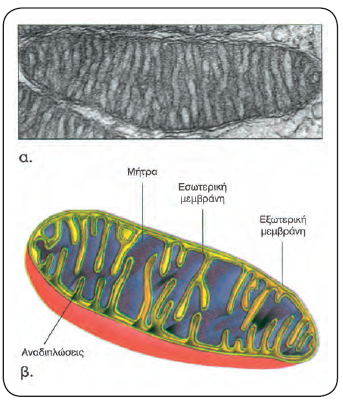 α.
Μήτρα
Εσωτερική
μεμβράνη
Εξωτερική
μεμβράνη
Αναδιπλώσεις
β.